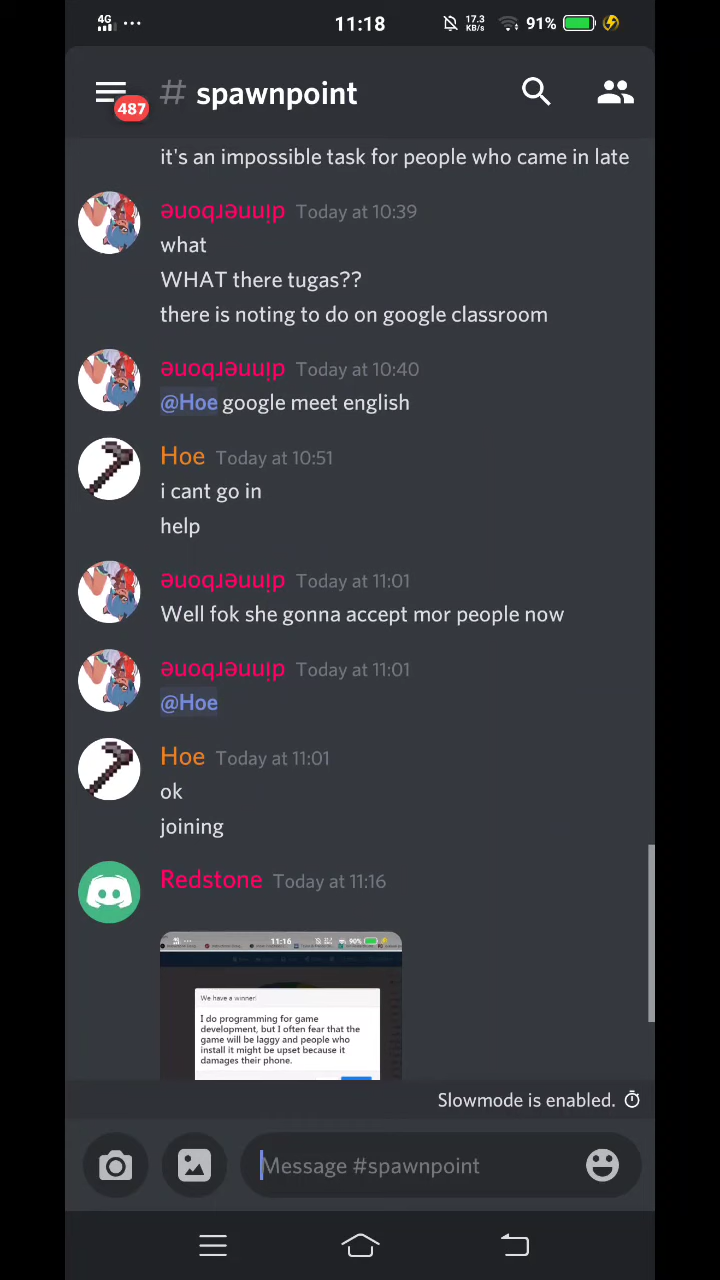 4G ... 11:18 17.3 KB/s 91%
487 # spawnpoint
it's an impossible task for people who came in late
ǝuoqɹǝuuᴉp Today at 10:39
what
WHAT there tugas??
there is noting to do on google classroom
ǝuoqɹǝuuᴉp Today at 10:40
@Hoe google meet english
Hoe Today at 10:51
i cant go in
help
ǝuoqɹǝuuᴉp Today at 11:01
Well fok she gonna accept mor people now
ǝuoqɹǝuuᴉp Today at 11:01
@Hoe
Hoe Today at 11:01
ok
joining
Redstone Today at 11:16
11:16 90%
We have a winner!
I do programming for game
development, but I often fear that the
game will be laggy and people who
install it might be upset because it
damages their phone.
Slowmode is enabled.
Message #spawnpoint